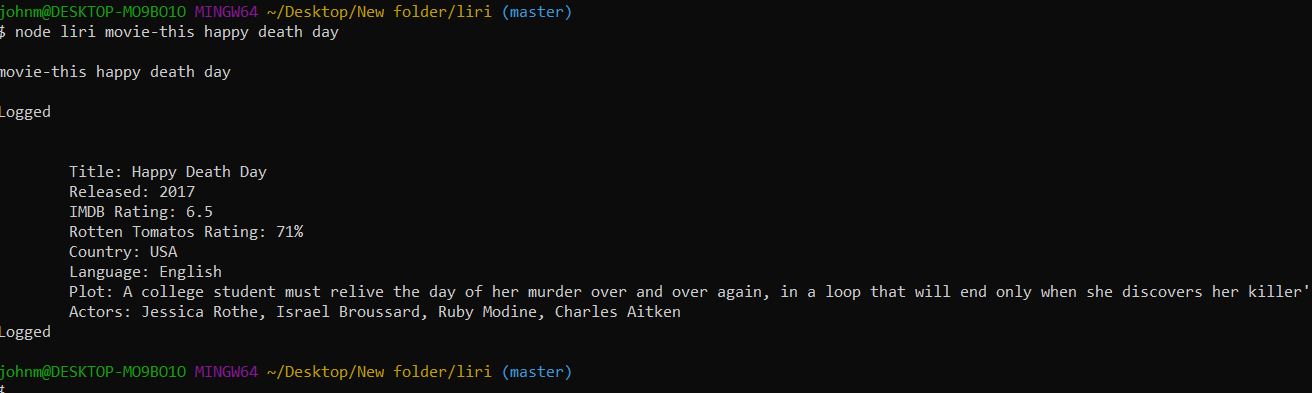 johnm@DESKTOP-MO9BO1O MINGW64 ~/Desktop/New folder/liri (master)
$ node liri movie-this happy death day
movie-this happy death day
Logged
Title: Happy Death Day
Released: 2017
IMDB Rating: 6.5
Rotten Tomatos Rating: 71%
Country: USA
Language: English
Plot: A college student must relive the day of her murder over and over again, in a loop that will end only when she discovers her killer'
Actors: Jessica Rothe, Israel Broussard, Ruby Modine, Charles Aitken
Logged
johnm@DESKTOP-MO9BO1O MINGW64 ~/Desktop/New folder/liri (master)
$